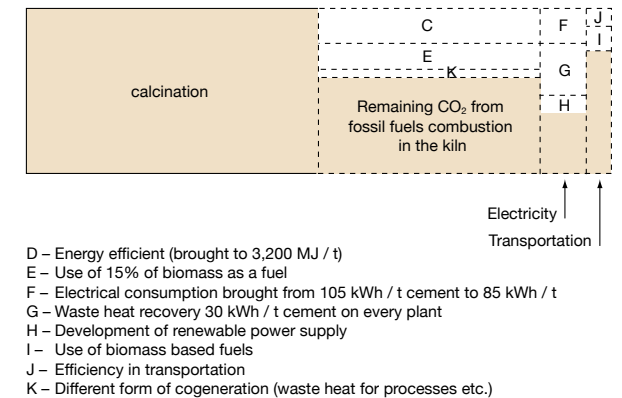 C
F
J
I
E
K
G
calcination
H
Remaining CO₂ from
fossil fuels combustion
in the kiln
Electricity
Transportation
D – Energy efficient (brought to 3,200 MJ / t)
E – Use of 15% of biomass as a fuel
F – Electrical consumption brought from 105 kWh / t cement to 85 kWh / t
G – Waste heat recovery 30 kWh / t cement on every plant
H – Development of renewable power supply
I – Use of biomass based fuels
J – Efficiency in transportation
K – Different form of cogeneration (waste heat for processes etc.)